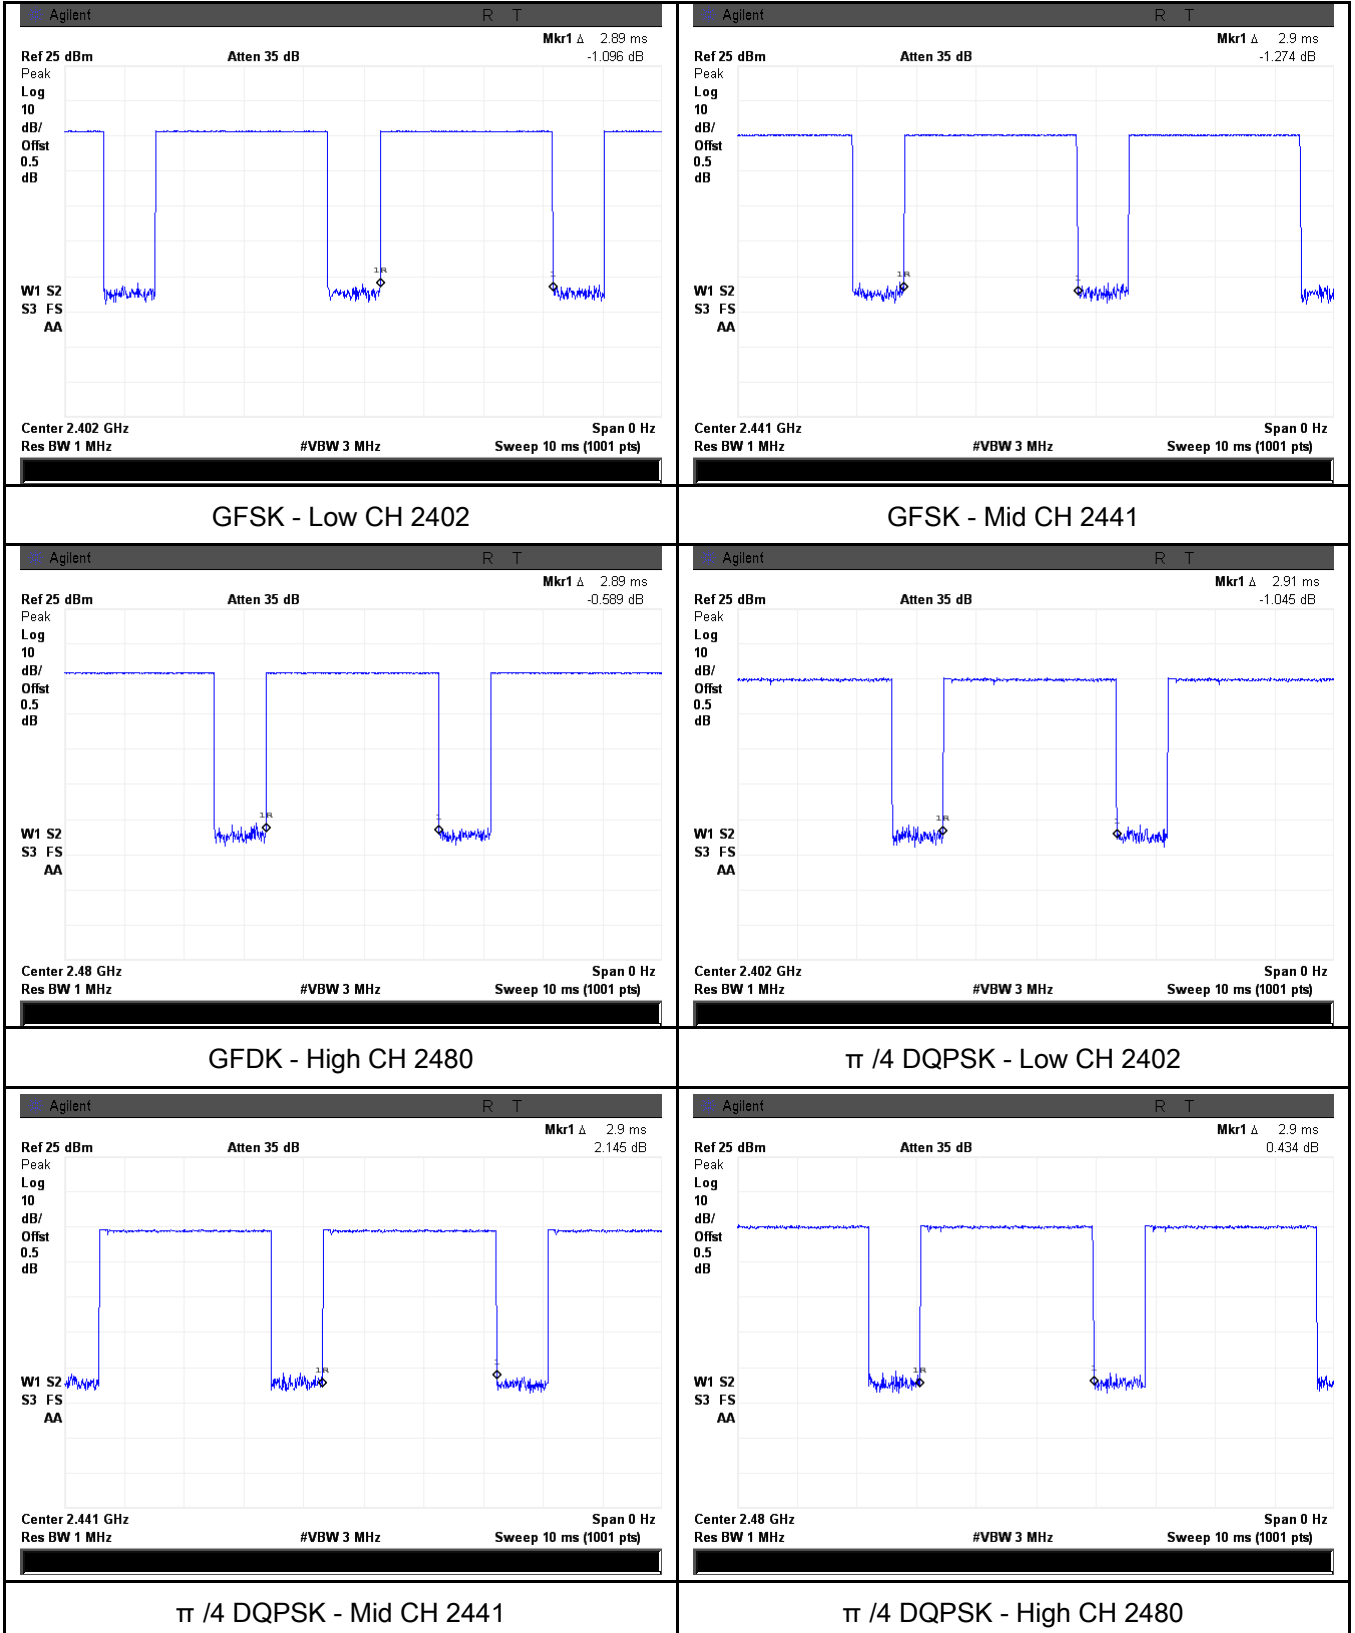 Agilent R T
Mkr1 Δ 2.89 ms
Ref 25 dBm Atten 35 dB -1.096 dB
Peak
Log
10
dB/
Offst
0.5
dB
1R
1
W1 S2
S3 FS
AA
Center 2.402 GHz Span 0 Hz
Res BW 1 MHz #VBW 3 MHz Sweep 10 ms (1001 pts)
GFSK - Low CH 2402
Agilent R T
Mkr1 Δ 2.9 ms
Ref 25 dBm Atten 35 dB -1.274 dB
Peak
Log
10
dB/
Offst
0.5
dB
1R
1
W1 S2
S3 FS
AA
Center 2.441 GHz Span 0 Hz
Res BW 1 MHz #VBW 3 MHz Sweep 10 ms (1001 pts)
GFSK - Mid CH 2441
Agilent R T
Mkr1 Δ 2.89 ms
Ref 25 dBm Atten 35 dB -0.589 dB
Peak
Log
10
dB/
Offst
0.5
dB
1R
1
W1 S2
S3 FS
AA
Center 2.48 GHz Span 0 Hz
Res BW 1 MHz #VBW 3 MHz Sweep 10 ms (1001 pts)
GFDK - High CH 2480
Agilent R T
Mkr1 Δ 2.91 ms
Ref 25 dBm Atten 35 dB -1.045 dB
Peak
Log
10
dB/
Offst
0.5
dB
1R
1
W1 S2
S3 FS
AA
Center 2.402 GHz Span 0 Hz
Res BW 1 MHz #VBW 3 MHz Sweep 10 ms (1001 pts)
π /4 DQPSK - Low CH 2402
Agilent R T
Mkr1 Δ 2.9 ms
Ref 25 dBm Atten 35 dB 2.145 dB
Peak
Log
10
dB/
Offst
0.5
dB
1R
1
W1 S2
S3 FS
AA
Center 2.441 GHz Span 0 Hz
Res BW 1 MHz #VBW 3 MHz Sweep 10 ms (1001 pts)
π /4 DQPSK - Mid CH 2441
Agilent R T
Mkr1 Δ 2.9 ms
Ref 25 dBm Atten 35 dB 0.434 dB
Peak
Log
10
dB/
Offst
0.5
dB
1R
1
W1 S2
S3 FS
AA
Center 2.48 GHz Span 0 Hz
Res BW 1 MHz #VBW 3 MHz Sweep 10 ms (1001 pts)
π /4 DQPSK - High CH 2480